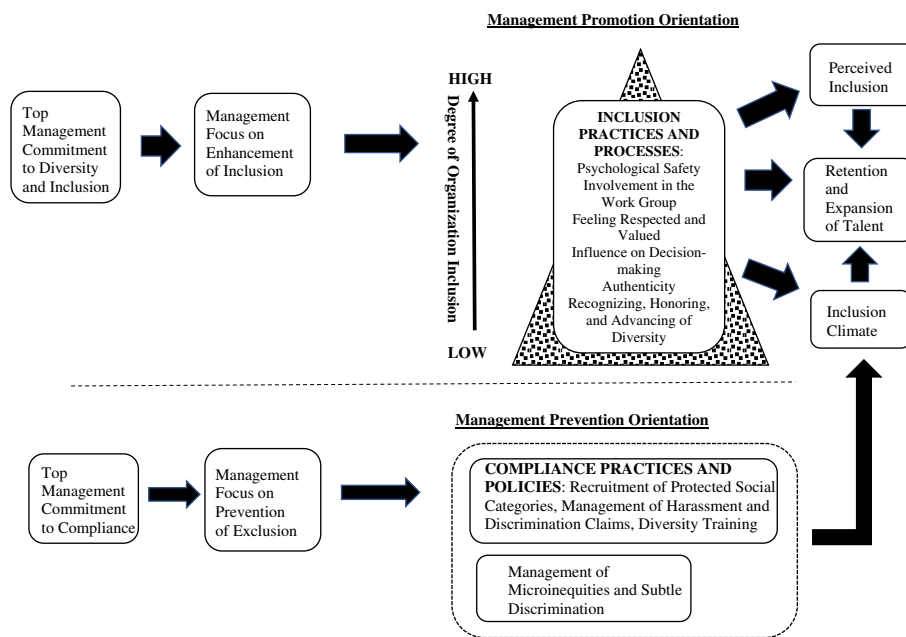 Management Promotion Orientation
Top
Management
Commitment
to Diversity
and Inclusion
Management
Focus on
Enhancement
of Inclusion
HIGH
Degree of Organization Inclusion
LOW
INCLUSION
PRACTICES AND
PROCESSES:
Psychological Safety
Involvement in the
Work Group
Feeling Respected and
Valued
Influence on Decision-
making
Authenticity
Recognizing, Honoring,
and Advancing of
Diversity
Perceived
Inclusion
Retention
and
Expansion
of Talent
Inclusion
Climate
Management Prevention Orientation
Top
Management
Commitment
to Compliance
Management
Focus on
Prevention
of Exclusion
COMPLIANCE PRACTICES AND
POLICIES: Recruitment of Protected Social
Categories, Management of Harassment and
Discrimination Claims, Diversity Training
Management of
Microinequities and Subtle
Discrimination